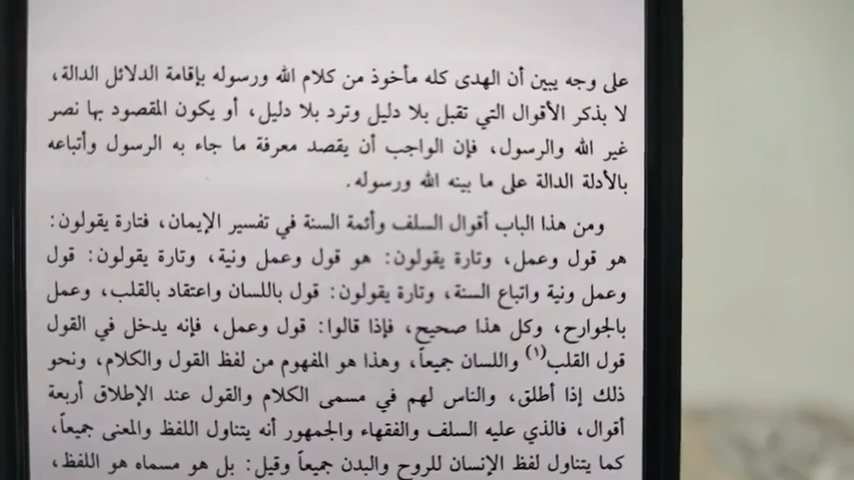 على وجه يبين أن الهدى كله مأخوذ من كلام الله ورسوله بإقامة الدلائل الدالة،
لا بذكر الأقوال التي تقبل بلا دليل وترد بلا دليل، أو يكون المقصود بها نصر
غير الله والرسول، فإن الواجب أن يقصد معرفة ما جاء به الرسول وأتباعه
بالأدلة الدالة على ما بينه الله ورسوله.
ومن هذا الباب أقوال السلف وأئمة السنة في تفسير الإيمان، فتارة يقولون:
هو قول وعمل، وتارة يقولون: هو قول وعمل ونية، وتارة يقولون: قول
وعمل ونية واتباع السنة، وتارة يقولون: قول باللسان واعتقاد بالقلب، وعمل
بالجوارح، وكل هذا صحيح، فإذا قالوا: قول وعمل، فإنه يدخل في القول
قول القلب(١) واللسان جميعاً، وهذا هو المفهوم من لفظ القول والكلام، ونحو
ذلك إذا أطلق، والناس لهم في مسمى الكلام والقول عند الإطلاق أربعة
أقوال، فالذي عليه السلف والفقهاء والجمهور أنه يتناول اللفظ والمعنى جميعاً،
كما يتناول لفظ الإنسان للروح والبدن جميعاً وقيل: بل هو مسماه هو اللفظ،